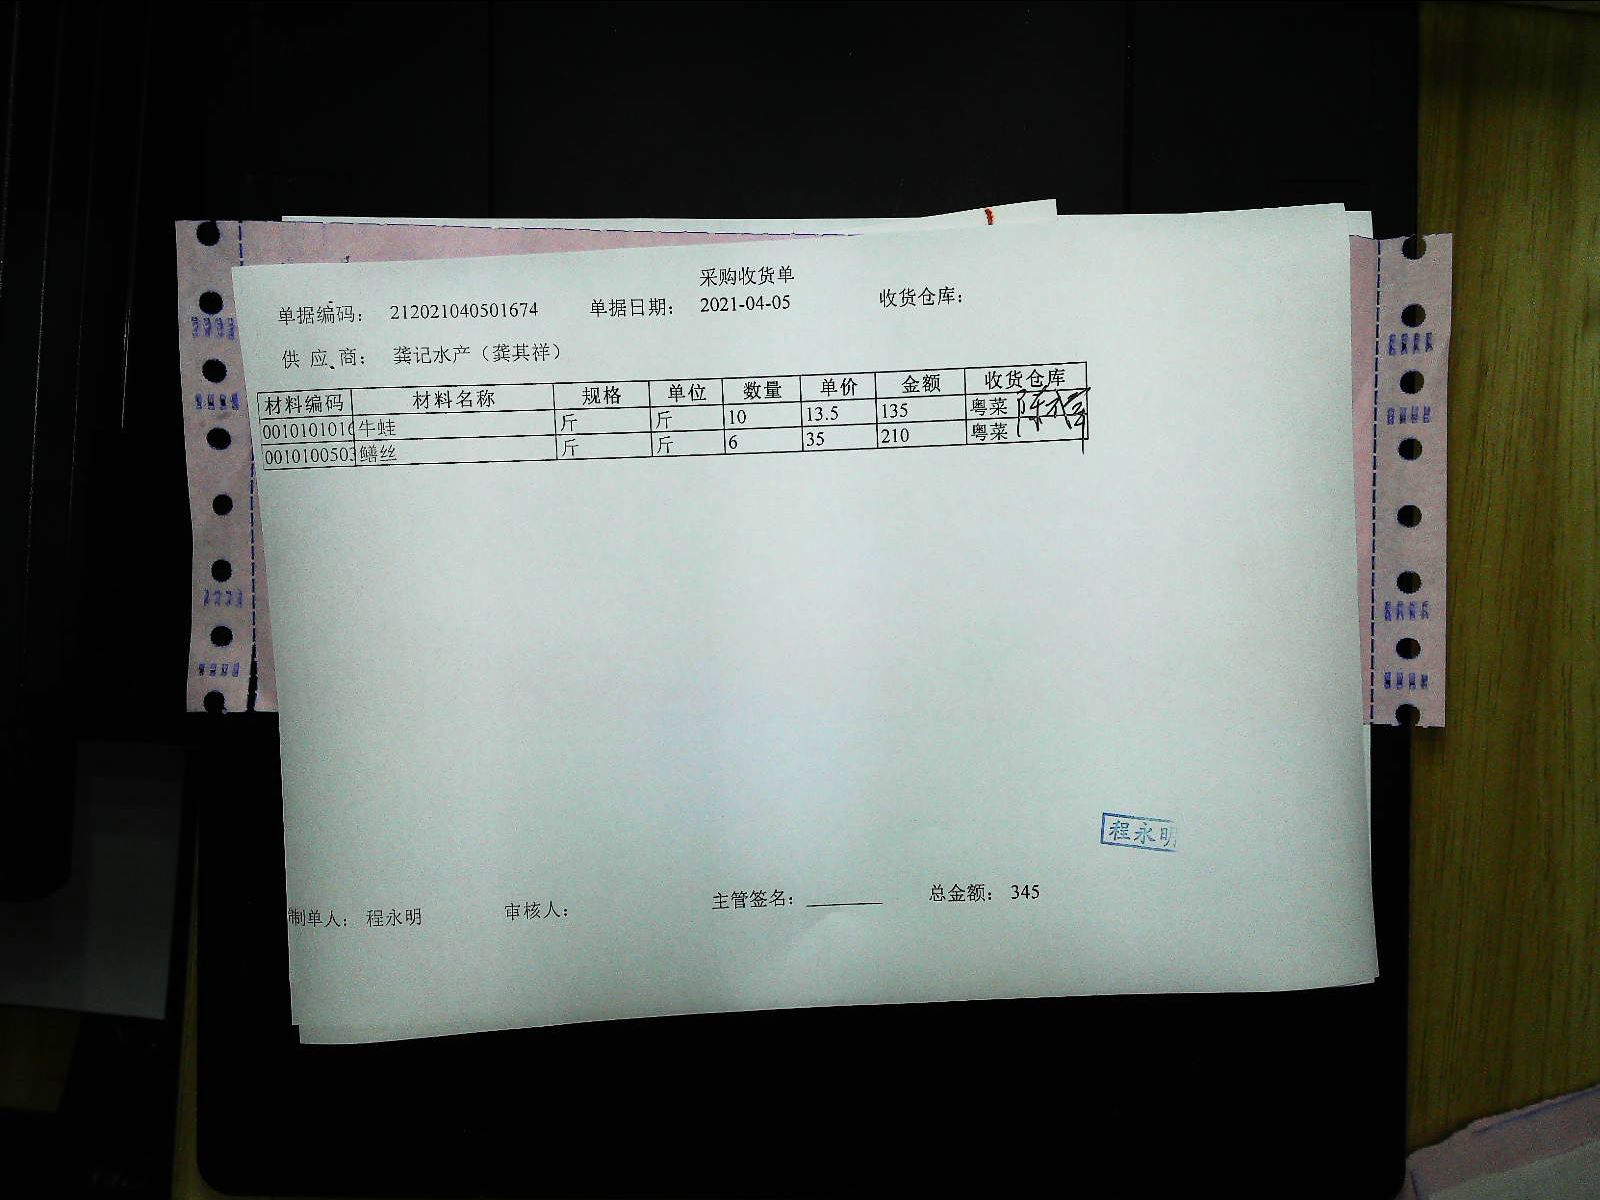 采购收货单
单据编码: 212021040501674 单据日期: 2021-04-05 收货仓库:
供 应 商: 龚记水产（龚其祥）
材料编码 材料名称 规格 单位 数量 单价 金额 收货仓库
0010101010 牛蛙 斤 斤 10 13.5 135 粤菜
0010100503 鳝丝 斤 斤 6 35 210 粤菜
程永明
制单人: 程永明 审核人: 主管签名: 总金额: 345